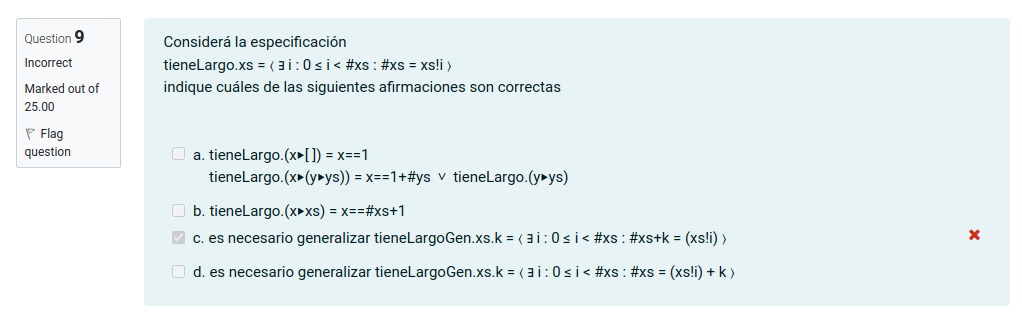 Question 9
Incorrect
Marked out of
25.00
Flag
question
Considerá la especificación
tieneLargo.xs = ⟨ ∃ i : 0 ≤ i < #xs : #xs = xs!i ⟩
indique cuáles de las siguientes afirmaciones son correctas
a. tieneLargo.(x▸[ ]) = x==1
tieneLargo.(x▸(y▸ys)) = x==1+#ys ∨ tieneLargo.(y▸ys)
b. tieneLargo.(x▸xs) = x==#xs+1
c. es necesario generalizar tieneLargoGen.xs.k = ⟨ ∃ i : 0 ≤ i < #xs : #xs+k = (xs!i) ⟩
d. es necesario generalizar tieneLargoGen.xs.k = ⟨ ∃ i : 0 ≤ i < #xs : #xs = (xs!i) + k ⟩